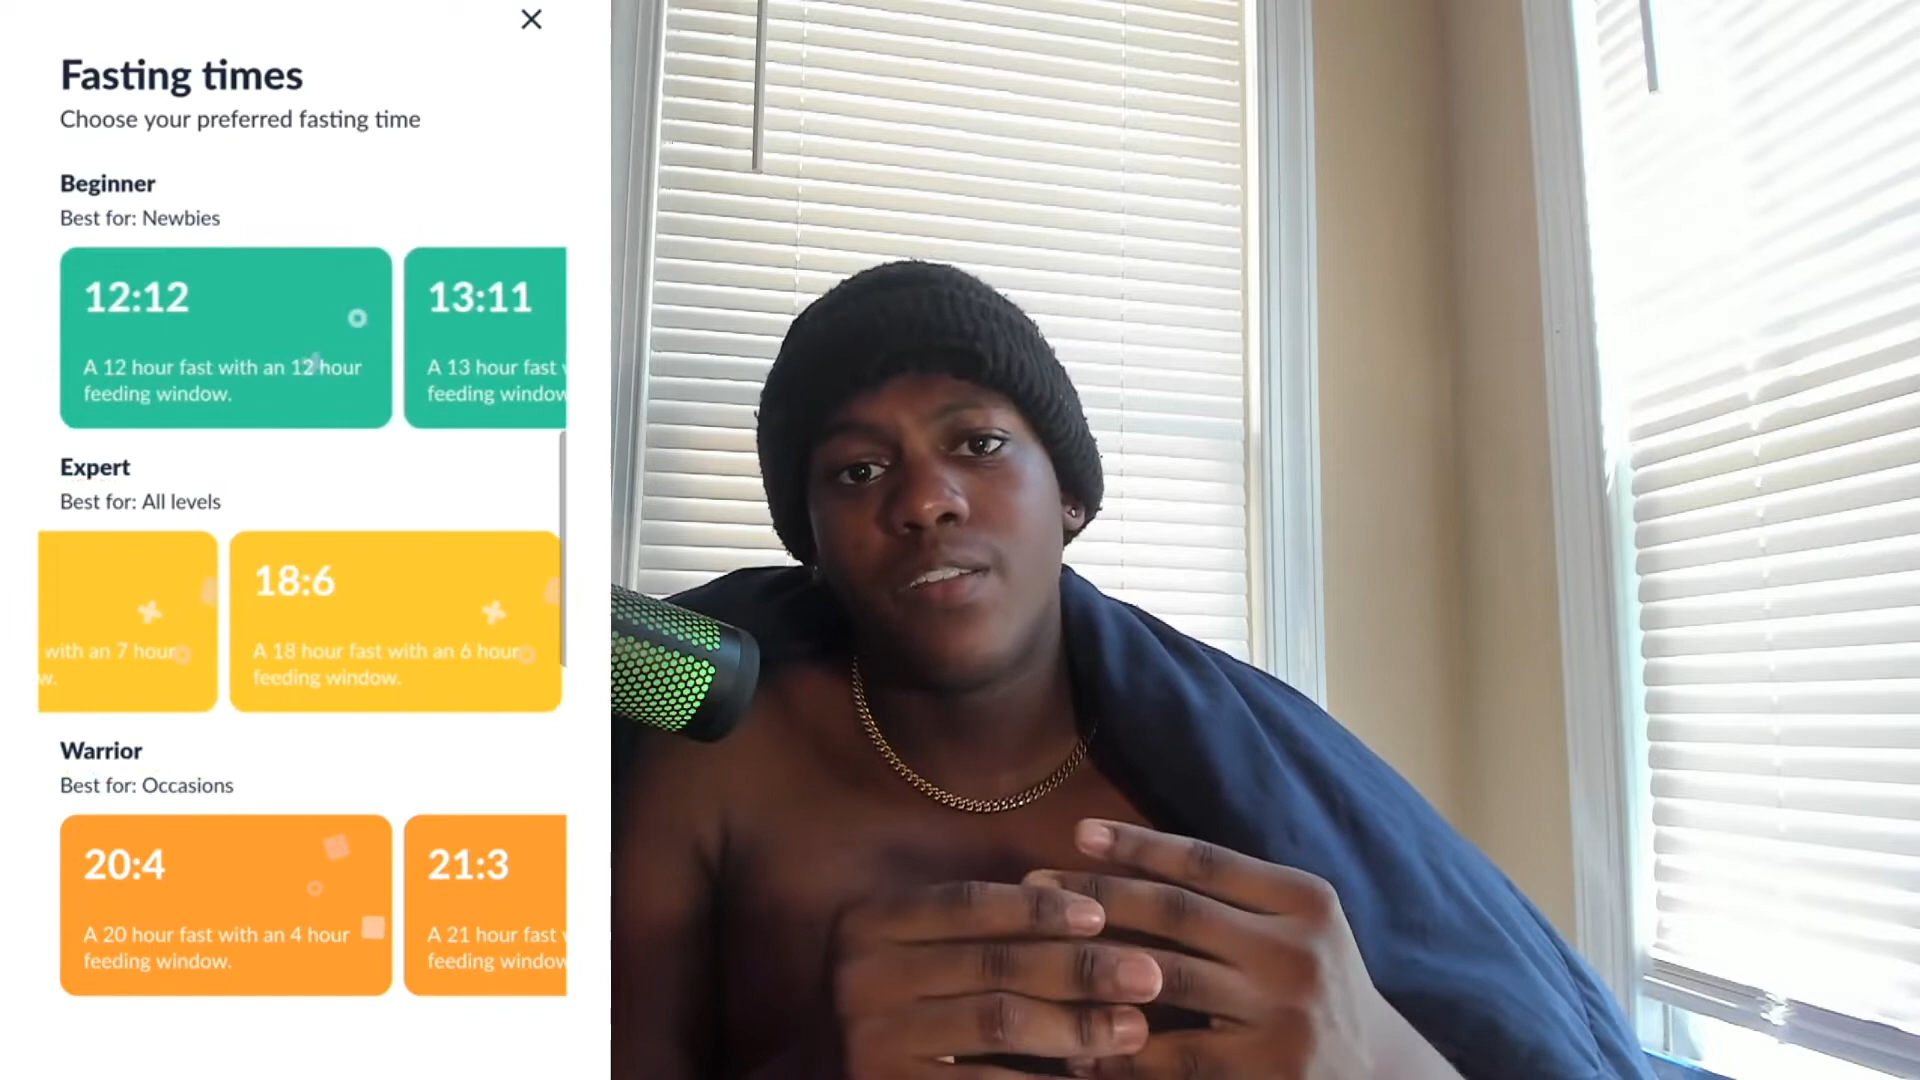 Fasting times
Choose your preferred fasting time
Beginner
Best for: Newbies
12:12
A 12 hour fast with an 12 hour
feeding window.
13:11
A 13 hour fast
feeding window
Expert
Best for: All levels
with an 7 hour
w.
18:6
A 18 hour fast with an 6 hour
feeding window.
Warrior
Best for: Occasions
20:4
A 20 hour fast with an 4 hour
feeding window.
21:3
A 21 hour fast
feeding window